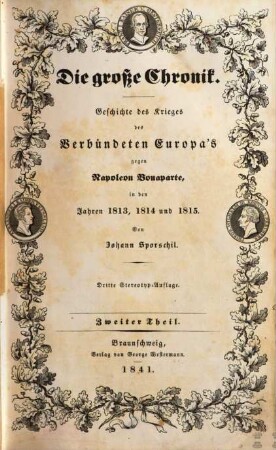 Die große Chronik.
Geschichte des Krieges
des
Verbündeten Europa's
gegen
Napoleon Bonaparte,
in den
Jahren 1813, 1814 und 1815.
Von
Johann Sporschil.
Dritte Stereotyp-Auflage.
Zweiter Theil.
Braunschweig,
Verlag von George Westermann.
1841.